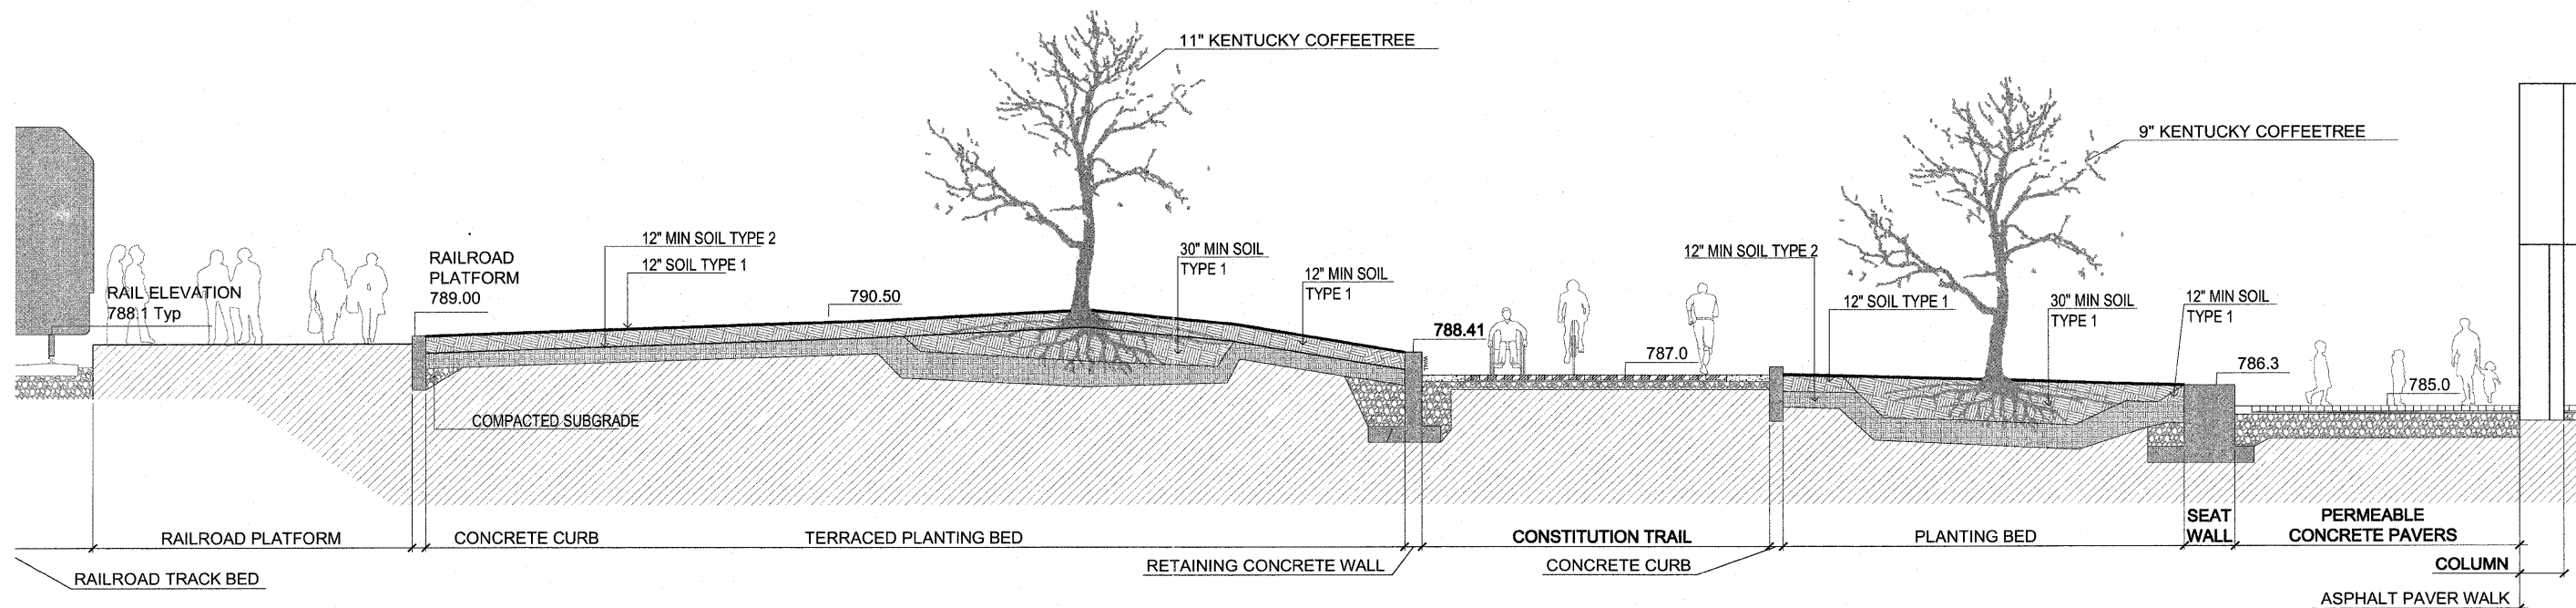 11" KENTUCKY COFFEETREE
9" KENTUCKY COFFEETREE
RAIL ELEVATION
788.1 Typ
RAILROAD
PLATFORM
789.00
12" MIN SOIL TYPE 2
12" SOIL TYPE 1
790.50
30" MIN SOIL
TYPE 1
12" MIN SOIL
TYPE 1
788.41
787.0
12" MIN SOIL TYPE 2
12" SOIL TYPE 1
30" MIN SOIL
TYPE 1
12" MIN SOIL
TYPE 1
786.3
785.0
COMPACTED SUBGRADE
RAILROAD PLATFORM
CONCRETE CURB
TERRACED PLANTING BED
CONSTITUTION TRAIL
PLANTING BED
SEAT
WALL
PERMEABLE
CONCRETE PAVERS
RAILROAD TRACK BED
RETAINING CONCRETE WALL
CONCRETE CURB
COLUMN
ASPHALT PAVER WALK